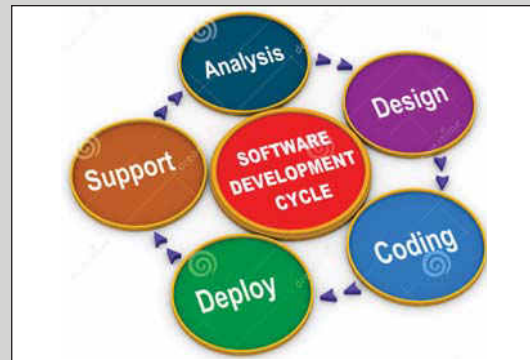 Analysis
Design
Coding
Deploy
Support
SOFTWARE
DEVELOPMENT
CYCLE